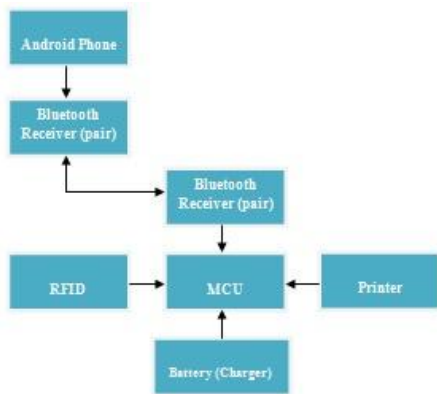 Android Phone
Bluetooth
Receiver (pair)
Bluetooth
Receiver (pair)
RFID
MCU
Printer
Battery (Charger)